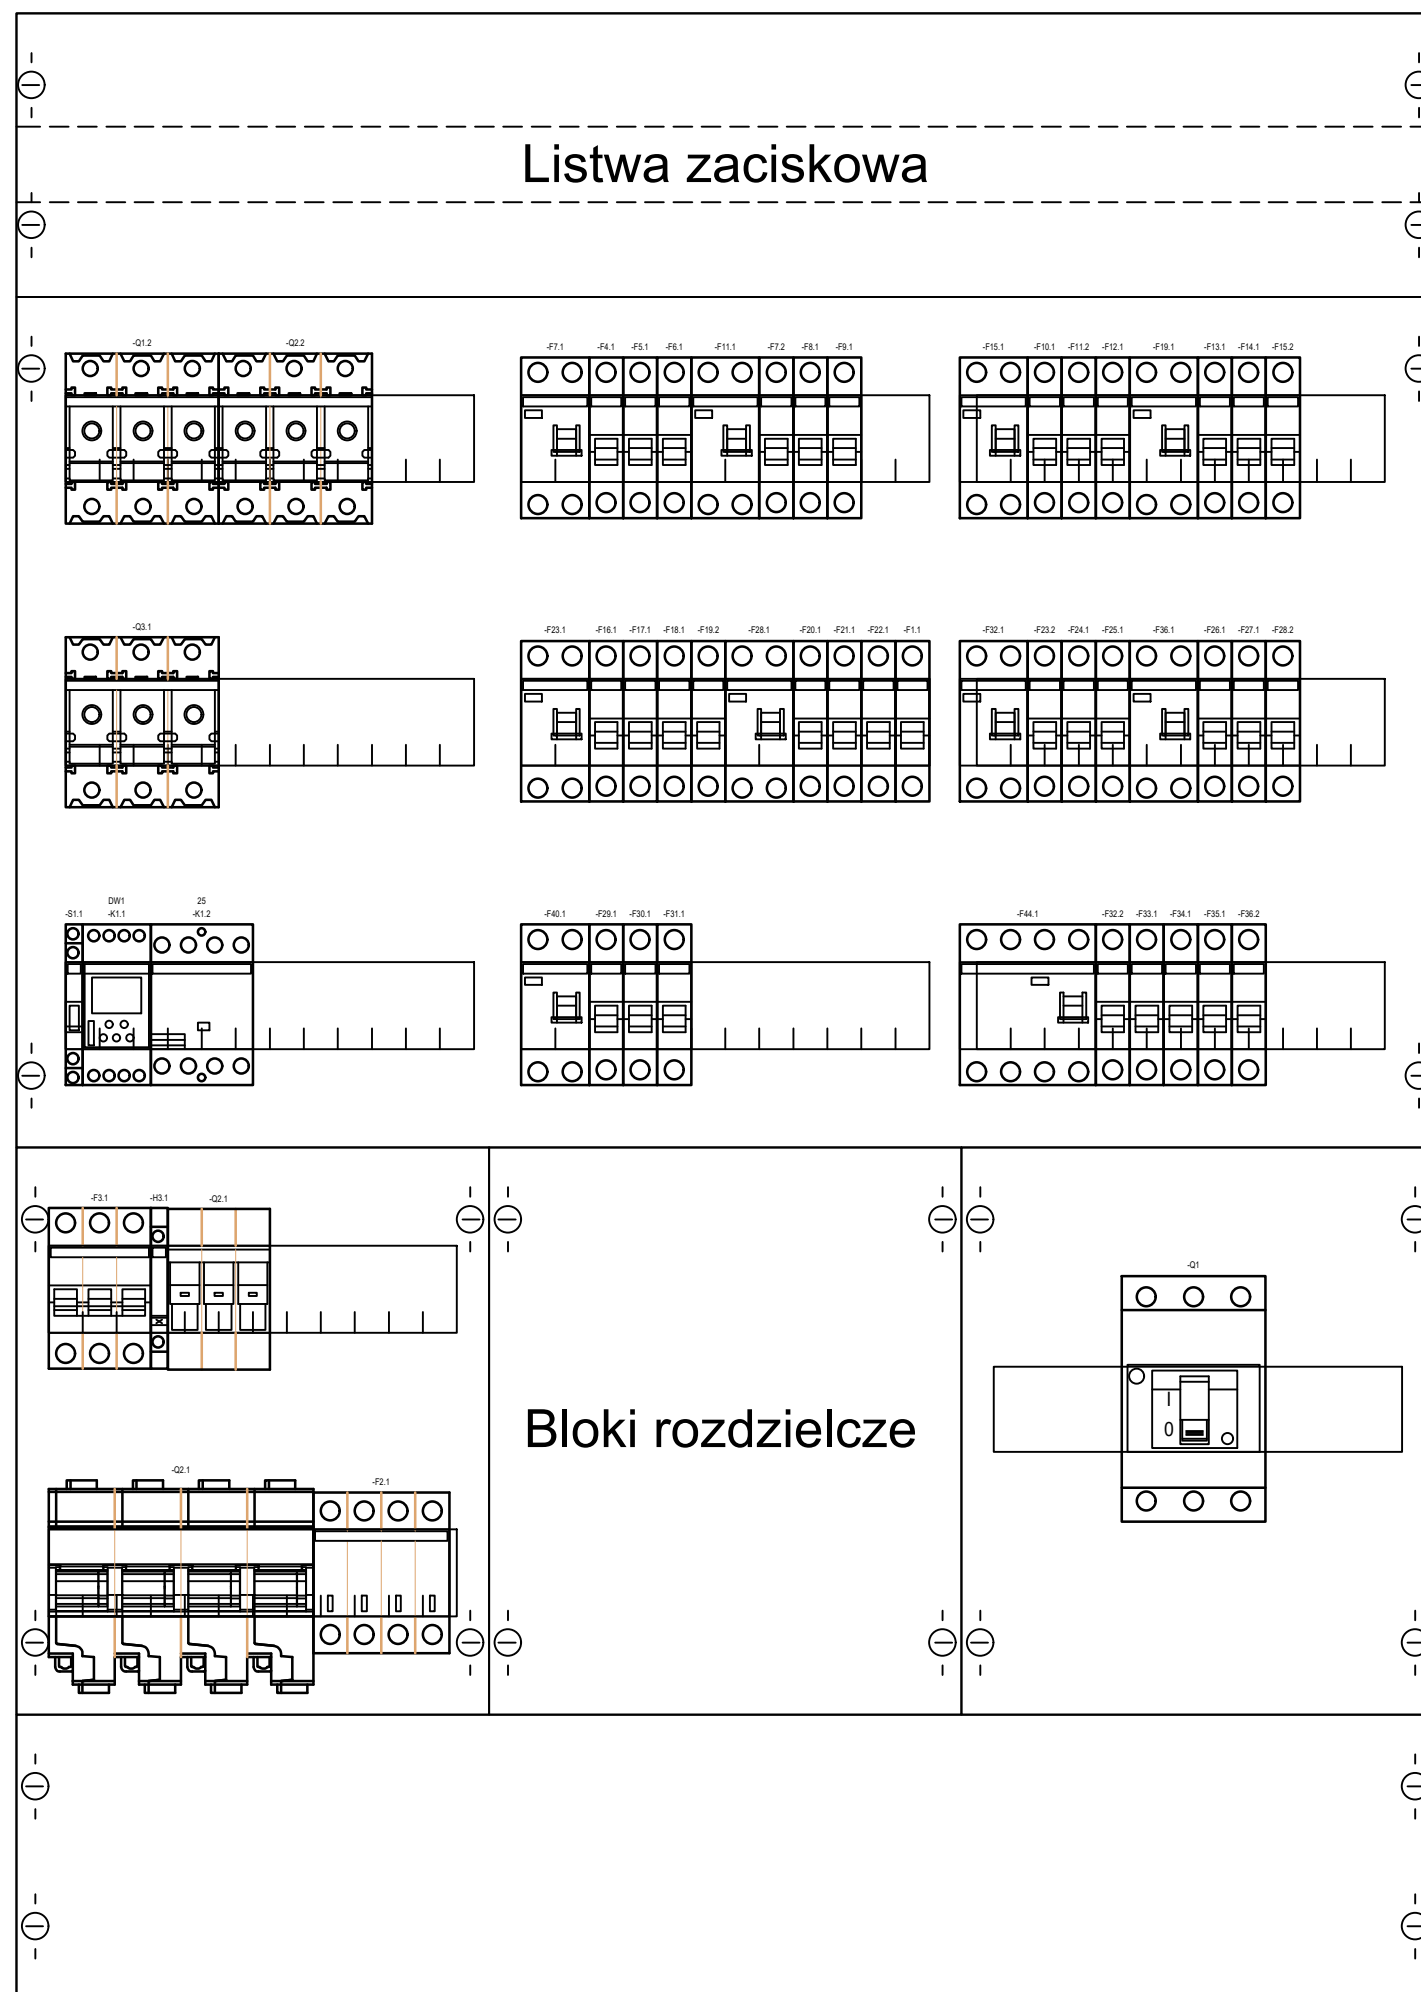 Listwa zaciskowa
-Q1.2 -Q2.2 -F7.1 -F4.1 -F5.1 -F6.1 -F11.1 -F7.2 -F8.1 -F9.1 -F15.1 -F10.1 -F11.2 -F12.1 -F19.1 -F13.1 -F14.1 -F15.2
-Q3.1 -F23.1 -F16.1 -F17.1 -F18.1 -F19.2 -F28.1 -F20.1 -F21.1 -F22.1 -F1.1 -F32.1 -F23.2 -F24.1 -F25.1 -F36.1 -F26.1 -F27.1 -F28.2
DW1 25
-S1.1 -K1.1 -K1.2 -F40.1 -F29.1 -F30.1 -F31.1 -F44.1 -F32.2 -F33.1 -F34.1 -F35.1 -F36.2
-F3.1 -H3.1 -Q2.1
-Q1
I
0
Bloki rozdzielcze
-Q2.1 -F2.1